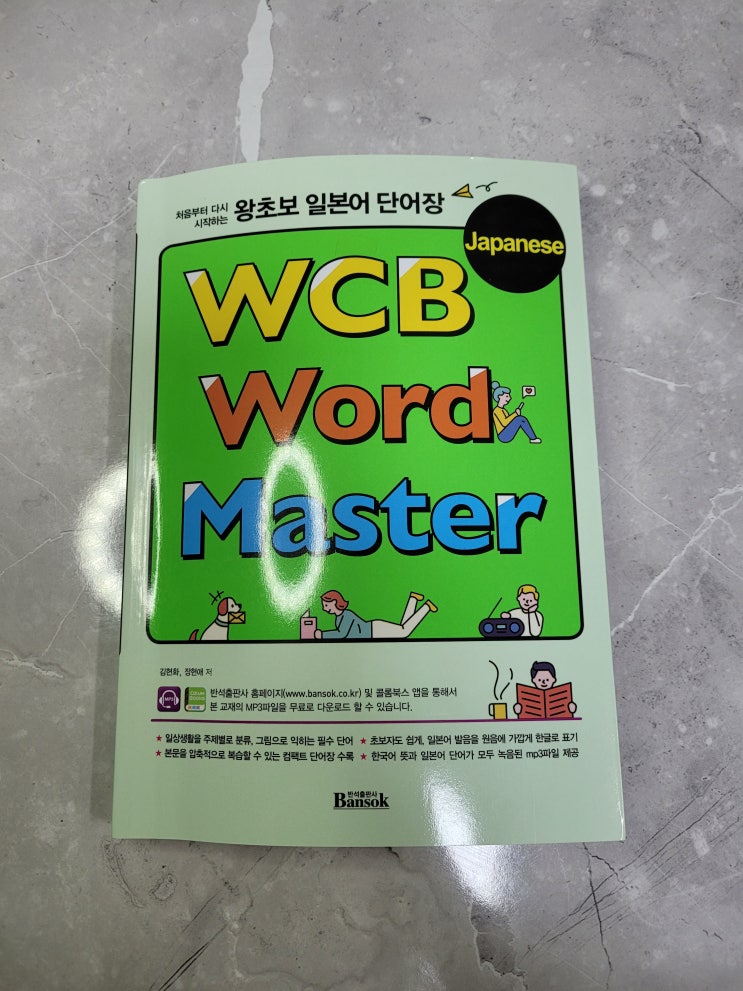 처음부터 다시
시작하는
왕초보 일본어 단어장
Japanese
WCB
Word
Master
김현화, 장현애 저
MP3
COLUM BOOKS
반석출판사 홈페이지(www.bansok.co.kr) 및 콜롬북스 앱을 통해서
본 교재의 MP3파일을 무료로 다운로드 할 수 있습니다.
★ 일상생활을 주제별로 분류, 그림으로 익히는 필수 단어
★ 본문을 압축적으로 복습할 수 있는 컴팩트 단어장 수록
★ 초보자도 쉽게, 일본어 발음을 원음에 가깝게 한글로 표기
★ 한국어 뜻과 일본어 단어가 모두 녹음된 mp3파일 제공
반석출판사
Bansok